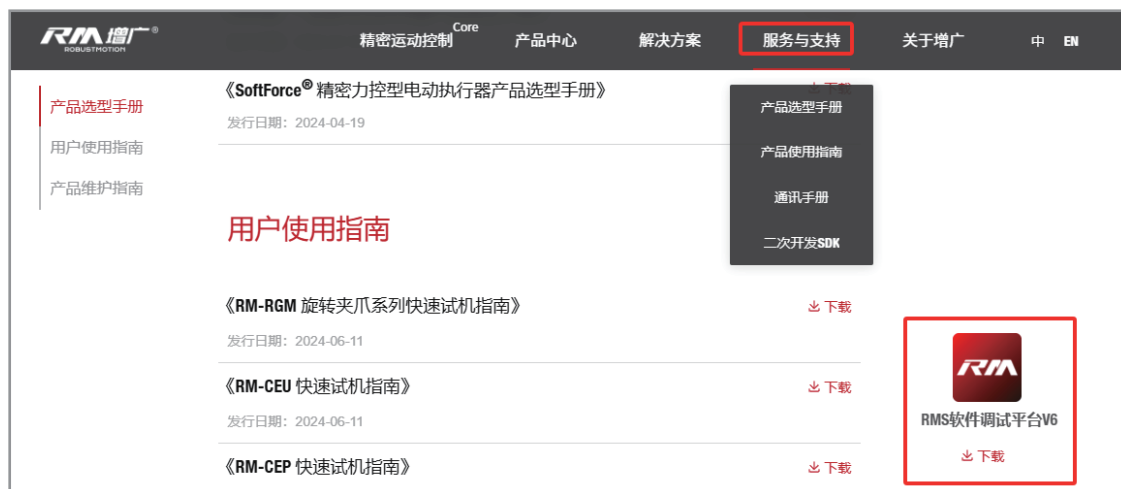 RM 增广®
ROBUSTMOTION
精密运动控制Core
产品中心
解决方案
服务与支持
关于增广
中 EN
产品选型手册
用户使用指南
产品维护指南
《SoftForce® 精密力控型电动执行器产品选型手册》
下载
发行日期：2024-04-19
产品选型手册
产品使用指南
通讯手册
二次开发SDK
用户使用指南
《RM-RGM 旋转夹爪系列快速试机指南》
下载
发行日期：2024-06-11
《RM-CEU 快速试机指南》
下载
发行日期：2024-06-11
《RM-CEP 快速试机指南》
下载
RM
RMS软件调试平台V6
下载